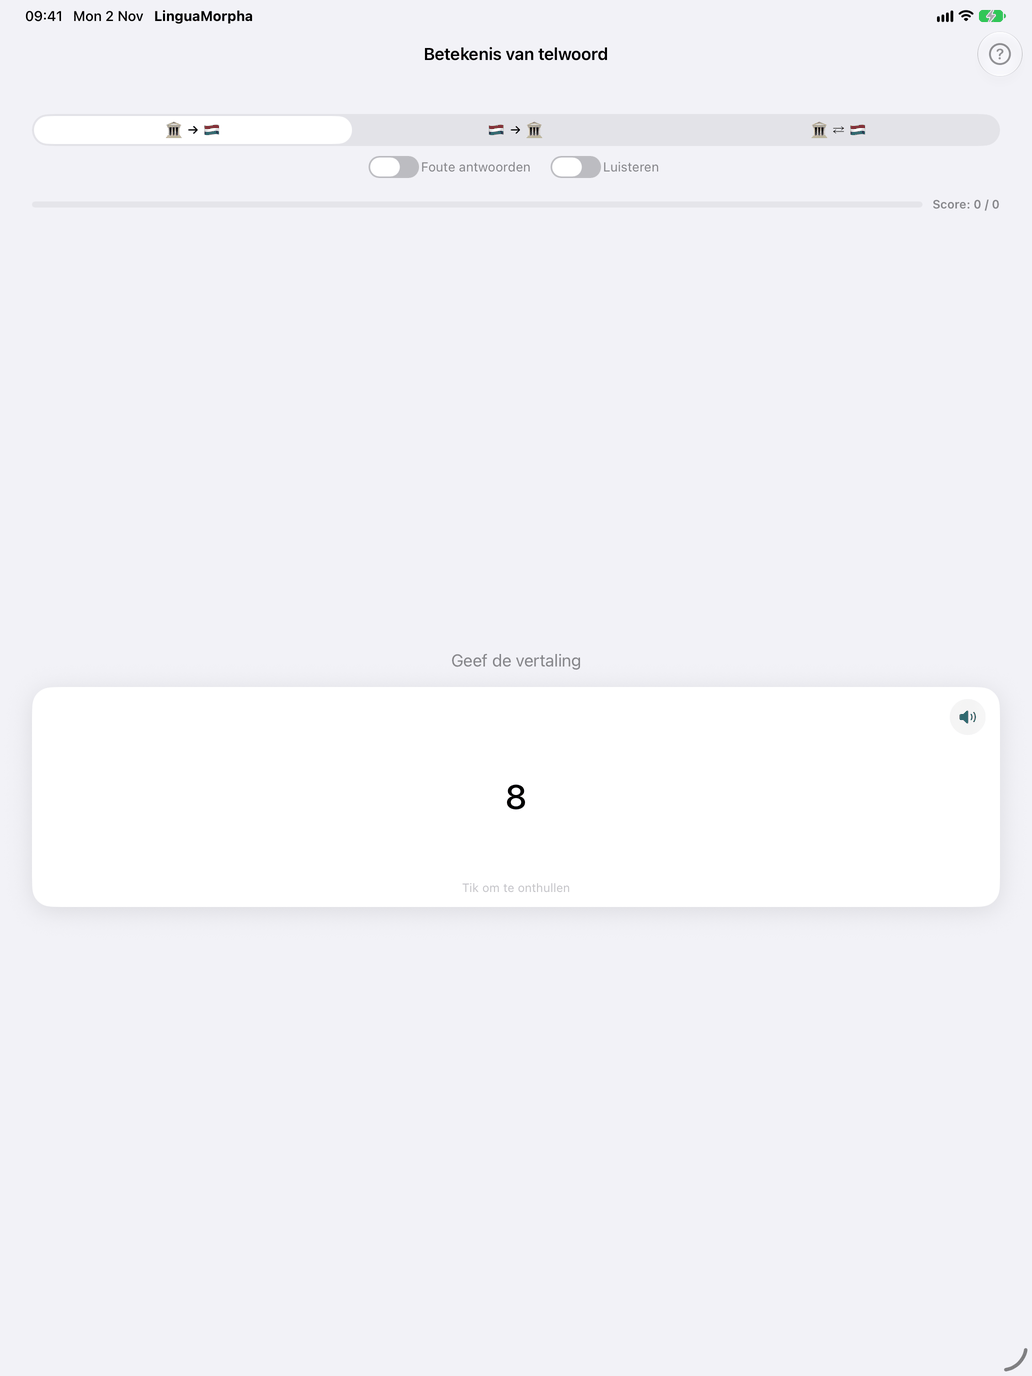 09:41 Mon 2 Nov LinguaMorpha
Betekenis van telwoord
?
🏛️ → 🇳🇱
🇳🇱 → 🏛️
🏛️ ⇄ 🇳🇱
Foute antwoorden
Luisteren
Score: 0 / 0
Geef de vertaling
8
Tik om te onthullen